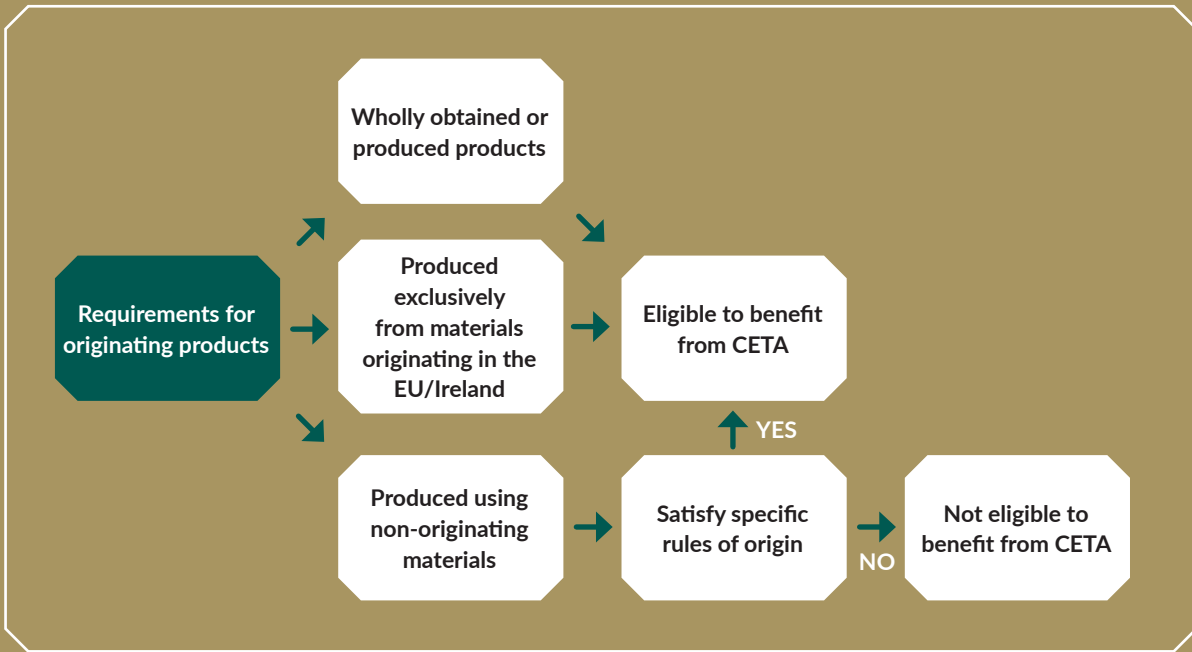 Wholly obtained or
produced products
Requirements for
originating products
Produced
exclusively
from materials
originating in the
EU/Ireland
Eligible to benefit
from CETA
YES
Produced using
non-originating
materials
Satisfy specific
rules of origin
NO
Not eligible to
benefit from CETA